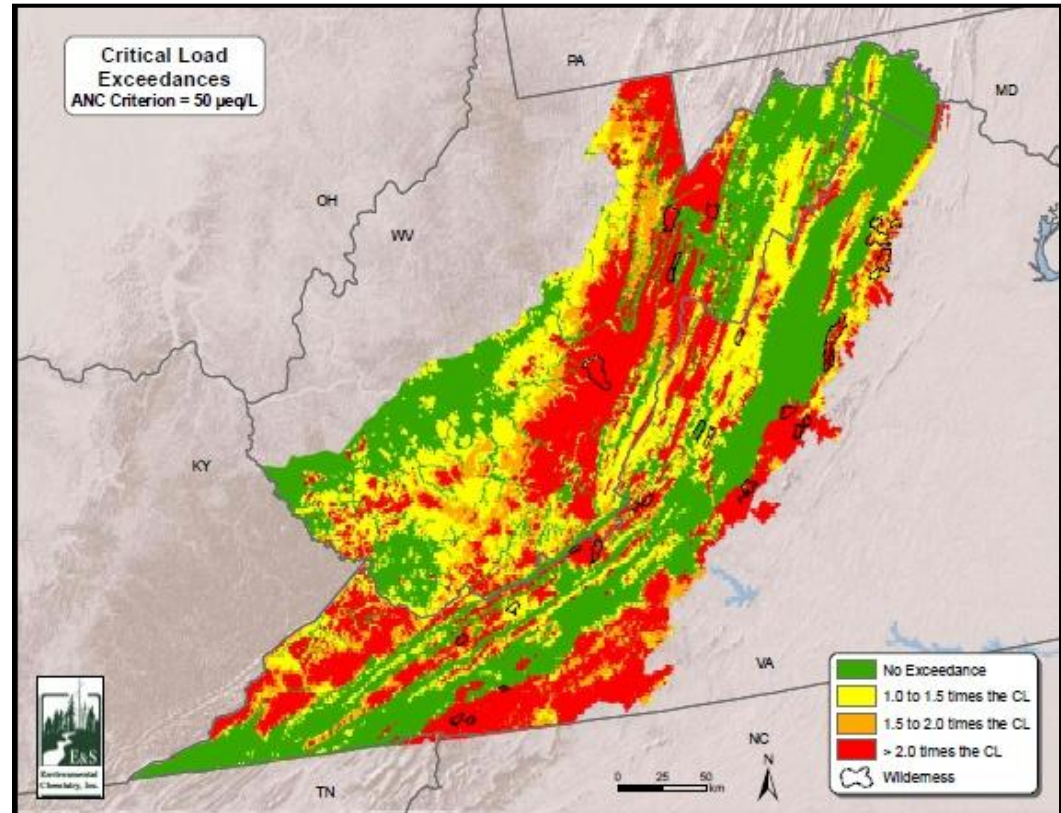 Critical Load
Exceedances
ANC Criterion = 50 µeq/L
PA
MD
OH
WV
KY
VA
NC
TN
No Exceedance
1.0 to 1.5 times the CL
1.5 to 2.0 times the CL
> 2.0 times the CL
Wilderness
0 25 50
km
N
E&S
Environmental
Chemistry, Inc.